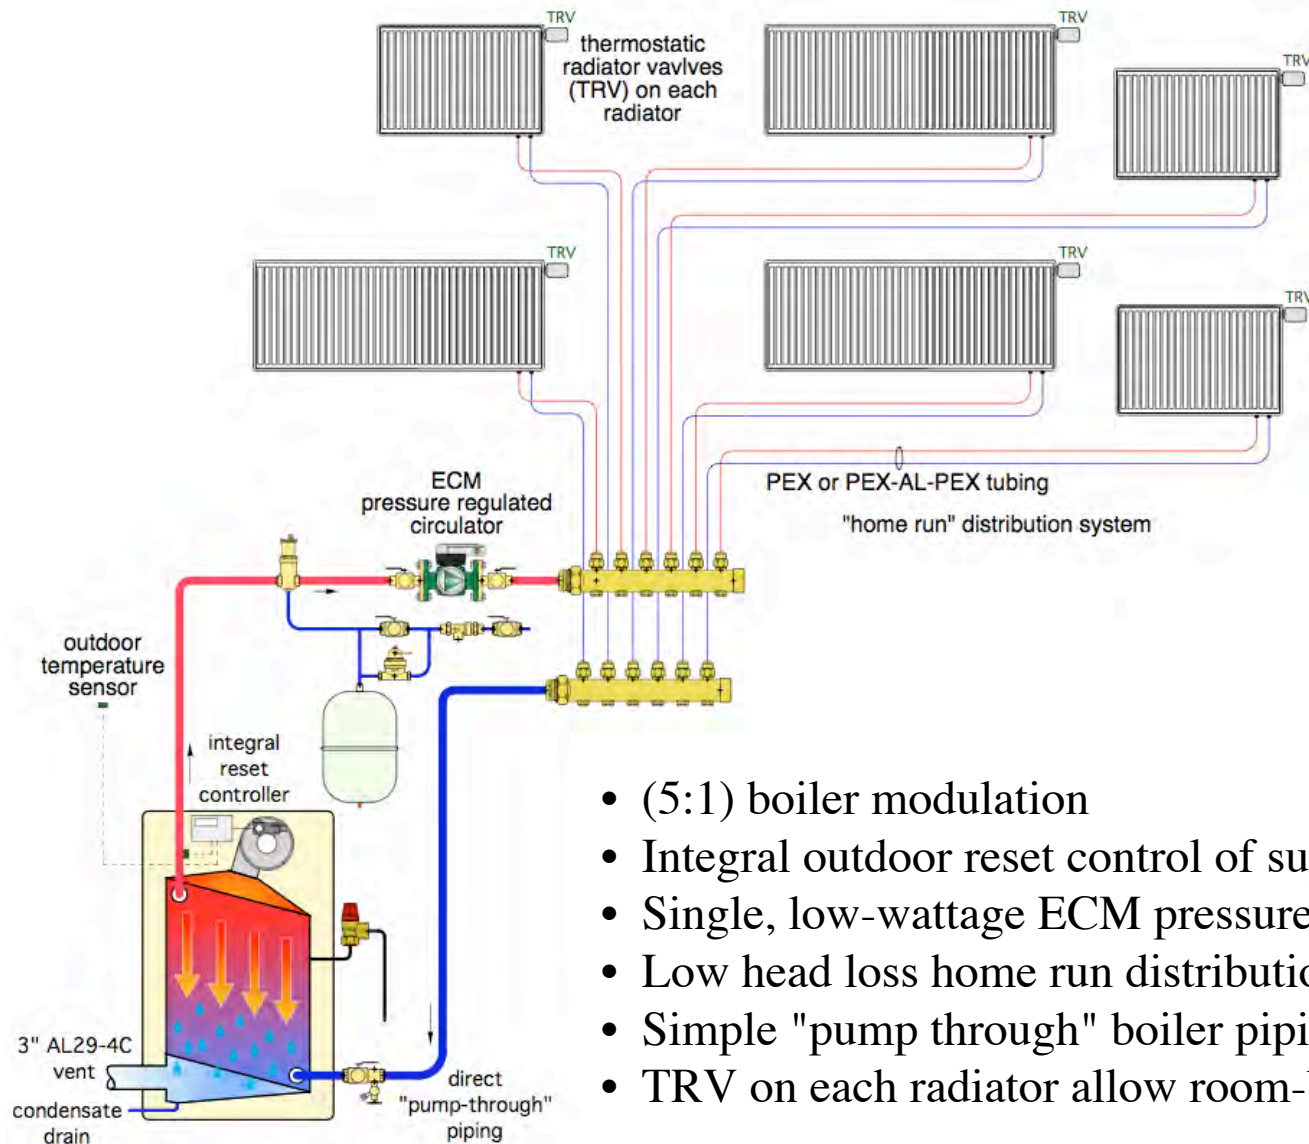 TRV
TRV
TRV
thermostatic
radiator vavlves
(TRV) on each
radiator
TRV
TRV
TRV
PEX or PEX-AL-PEX tubing
"home run" distribution system
ECM
pressure regulated
circulator
outdoor
temperature
sensor
integral
reset
controller
3" AL29-4C
vent
condensate
drain
direct
"pump-through"
piping
• (5:1) boiler modulation
• Integral outdoor reset control of su
• Single, low-wattage ECM pressure
• Low head loss home run distributio
• Simple "pump through" boiler pipi
• TRV on each radiator allow room-